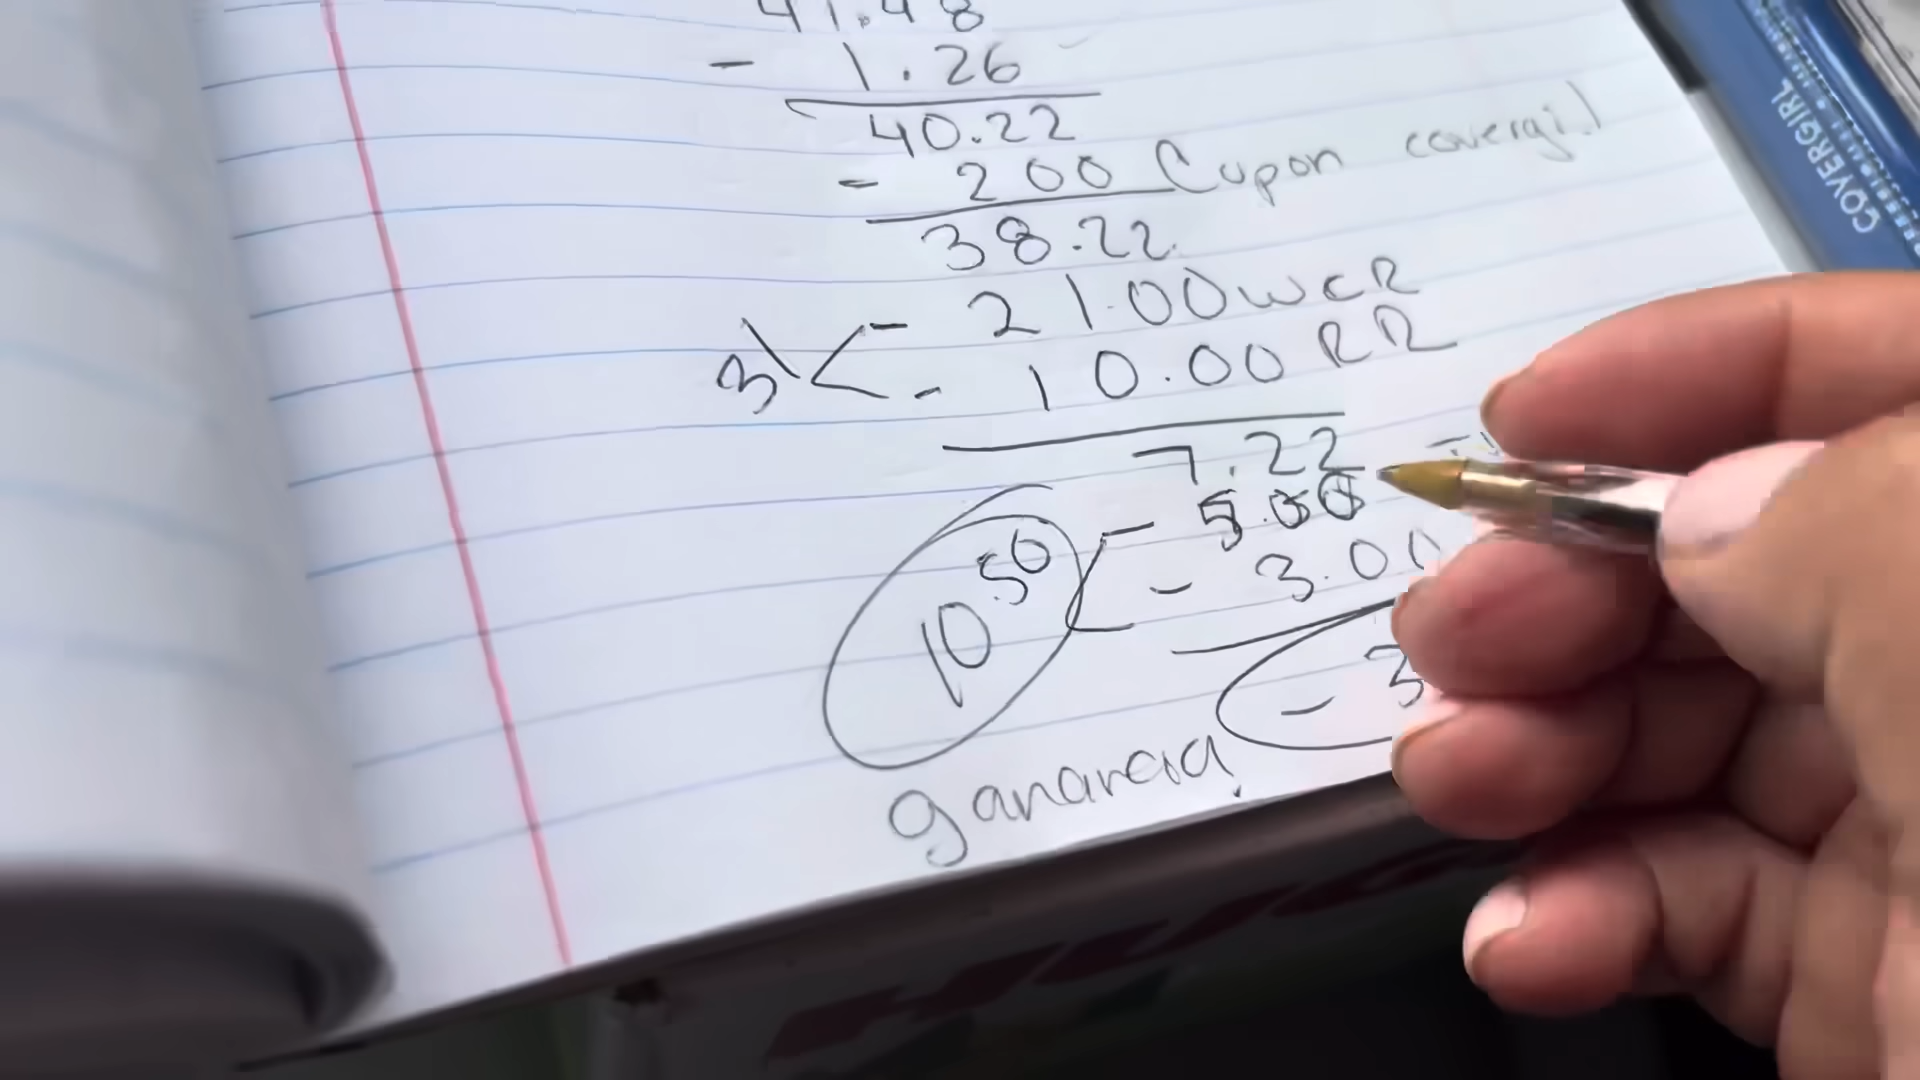 41.48
- 1.26
40.22
- 200 Cupon covergirl
38.22
- 21.00 WCR
3 - 10.00 RR
7.22
- 5.00
10 50 - 3.00
- 3
ganancia
COVERGIRL